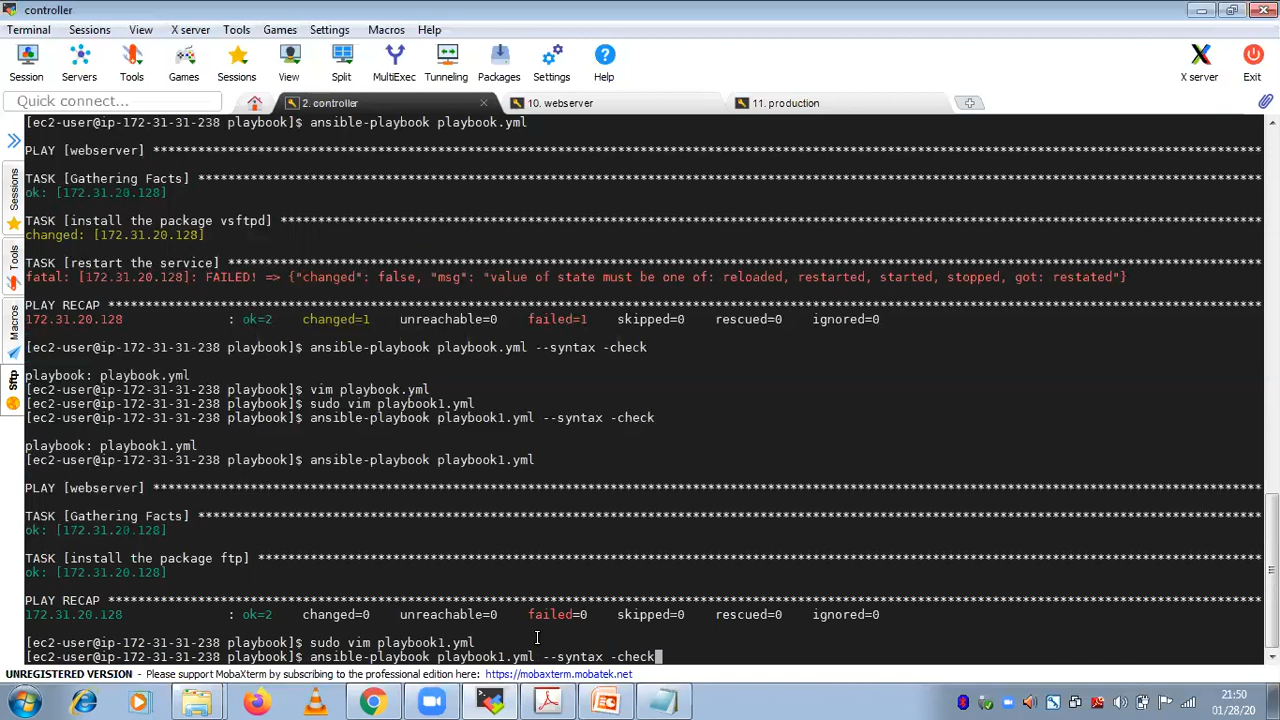 controller
Terminal Sessions View X server Tools Games Settings Macros Help
Session Servers Tools Games Sessions View Split MultiExec Tunneling Packages Settings Help X server Exit
Quick connect... 2. controller 10. webserver 11. production
Sessions
Tools
Macros
Sftp
[ec2-user@ip-172-31-31-238 playbook]$ ansible-playbook playbook.yml
PLAY [webserver] ******************************************************************************************************************************************************
TASK [Gathering Facts] ************************************************************************************************************************************************
ok: [172.31.20.128]
TASK [install the package vsftpd] *************************************************************************************************************************************
changed: [172.31.20.128]
TASK [restart the service] ********************************************************************************************************************************************
fatal: [172.31.20.128]: FAILED! => {"changed": false, "msg": "value of state must be one of: reloaded, restarted, started, stopped, got: restated"}
PLAY RECAP ************************************************************************************************************************************************************
172.31.20.128 : ok=2 changed=1 unreachable=0 failed=1 skipped=0 rescued=0 ignored=0
[ec2-user@ip-172-31-31-238 playbook]$ ansible-playbook playbook.yml --syntax -check
playbook: playbook.yml
[ec2-user@ip-172-31-31-238 playbook]$ vim playbook.yml
[ec2-user@ip-172-31-31-238 playbook]$ sudo vim playbook1.yml
[ec2-user@ip-172-31-31-238 playbook]$ ansible-playbook playbook1.yml --syntax -check
playbook: playbook1.yml
[ec2-user@ip-172-31-31-238 playbook]$ ansible-playbook playbook1.yml
PLAY [webserver] ******************************************************************************************************************************************************
TASK [Gathering Facts] ************************************************************************************************************************************************
ok: [172.31.20.128]
TASK [install the package ftp] ****************************************************************************************************************************************
ok: [172.31.20.128]
PLAY RECAP ************************************************************************************************************************************************************
172.31.20.128 : ok=2 changed=0 unreachable=0 failed=0 skipped=0 rescued=0 ignored=0
[ec2-user@ip-172-31-31-238 playbook]$ sudo vim playbook1.yml
[ec2-user@ip-172-31-31-238 playbook]$ ansible-playbook playbook1.yml --syntax -check
UNREGISTERED VERSION - Please support MobaXterm by subscribing to the professional edition here: https://mobaxterm.mobatek.net
21:50
01/28/20